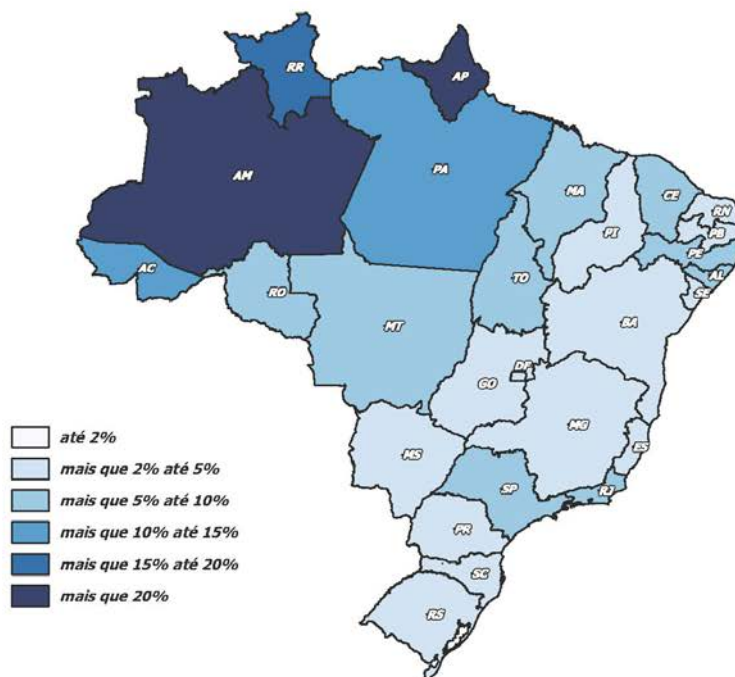 RR
AP
AM
PA
MA
CE
RN
PB
PI
PE
AL
SE
AC
RO
TO
BA
MT
DF
GO
MG
ES
MS
SP
RJ
PR
SC
RS
até 2%
mais que 2% até 5%
mais que 5% até 10%
mais que 10% até 15%
mais que 15% até 20%
mais que 20%